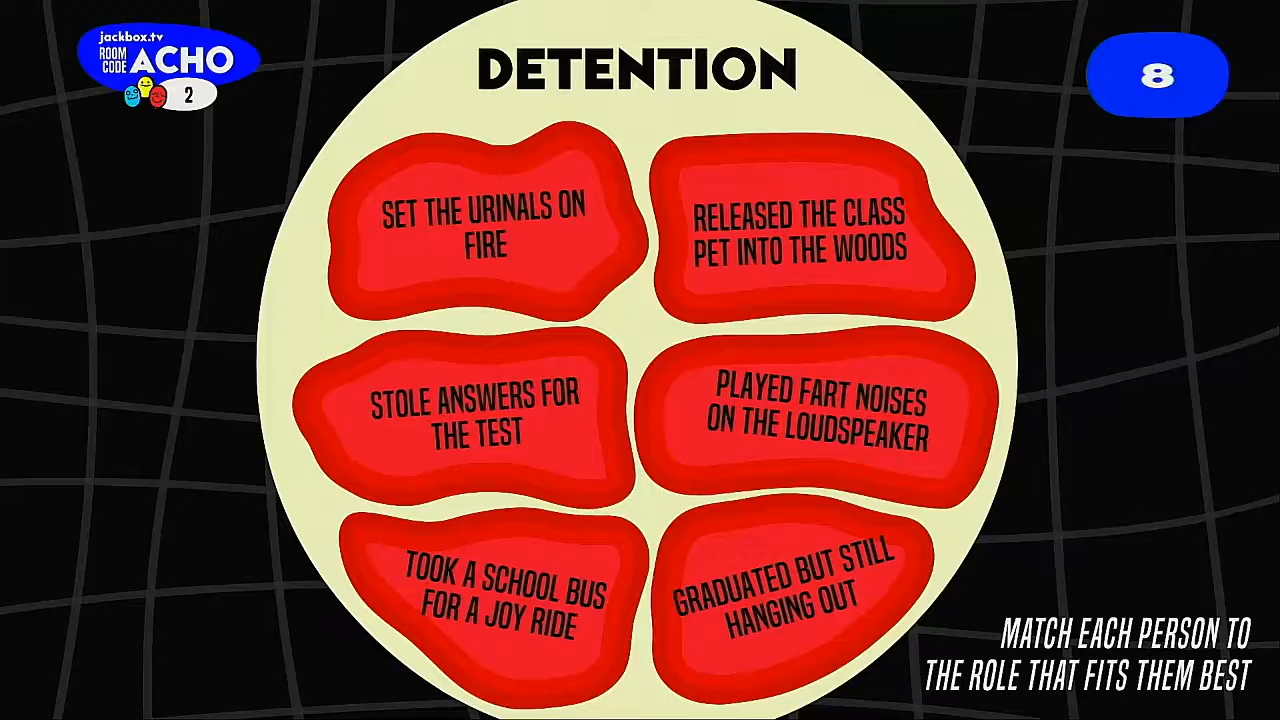 jackbox.tv
ROOM
CODE
ACHO
2
DETENTION
8
SET THE URINALS ON
FIRE
RELEASED THE CLASS
PET INTO THE WOODS
STOLE ANSWERS FOR
THE TEST
PLAYED FART NOISES
ON THE LOUDSPEAKER
TOOK A SCHOOL BUS
FOR A JOY RIDE
GRADUATED BUT STILL
HANGING OUT
MATCH EACH PERSON TO
THE ROLE THAT FITS THEM BEST